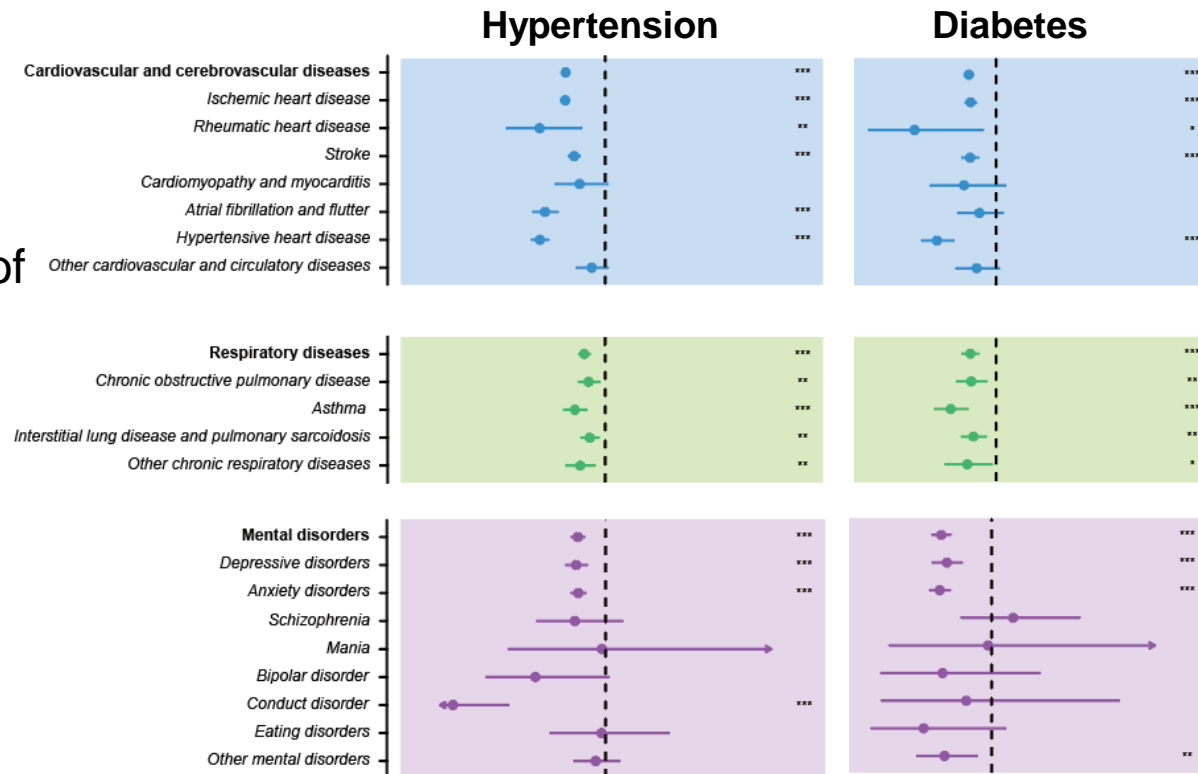 Hypertension Diabetes
Cardiovascular and cerebrovascular diseases *** ***
Ischemic heart disease *** ***
Rheumatic heart disease ** *
Stroke *** ***
Cardiomyopathy and myocarditis
Atrial fibrillation and flutter ***
Hypertensive heart disease *** ***
of
Other cardiovascular and circulatory diseases
Respiratory diseases *** ***
Chronic obstructive pulmonary disease ** **
Asthma *** ***
Interstitial lung disease and pulmonary sarcoidosis ** **
Other chronic respiratory diseases ** *
Mental disorders *** ***
Depressive disorders *** ***
Anxiety disorders *** ***
Schizophrenia
Mania
Bipolar disorder
Conduct disorder ***
Eating disorders
Other mental disorders **